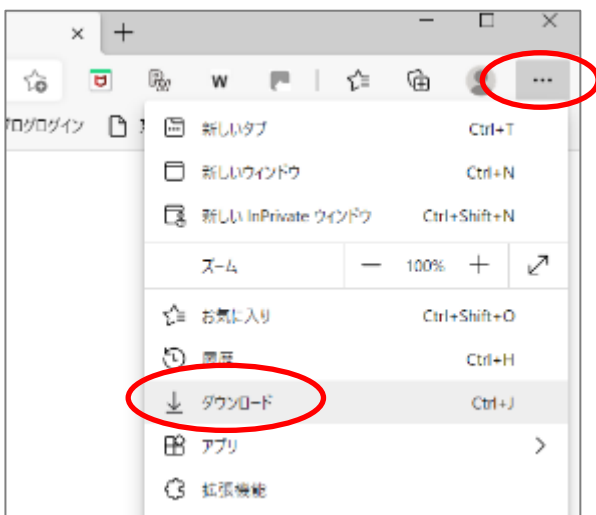 W
ブログログイン
新しいタブ Ctrl+T
新しいウィンドウ Ctrl+N
新しい InPrivate ウィンドウ Ctrl+Shift+N
ズーム 100%
お気に入り Ctrl+Shift+O
履歴 Ctrl+H
ダウンロード Ctrl+J
アプリ
拡張機能